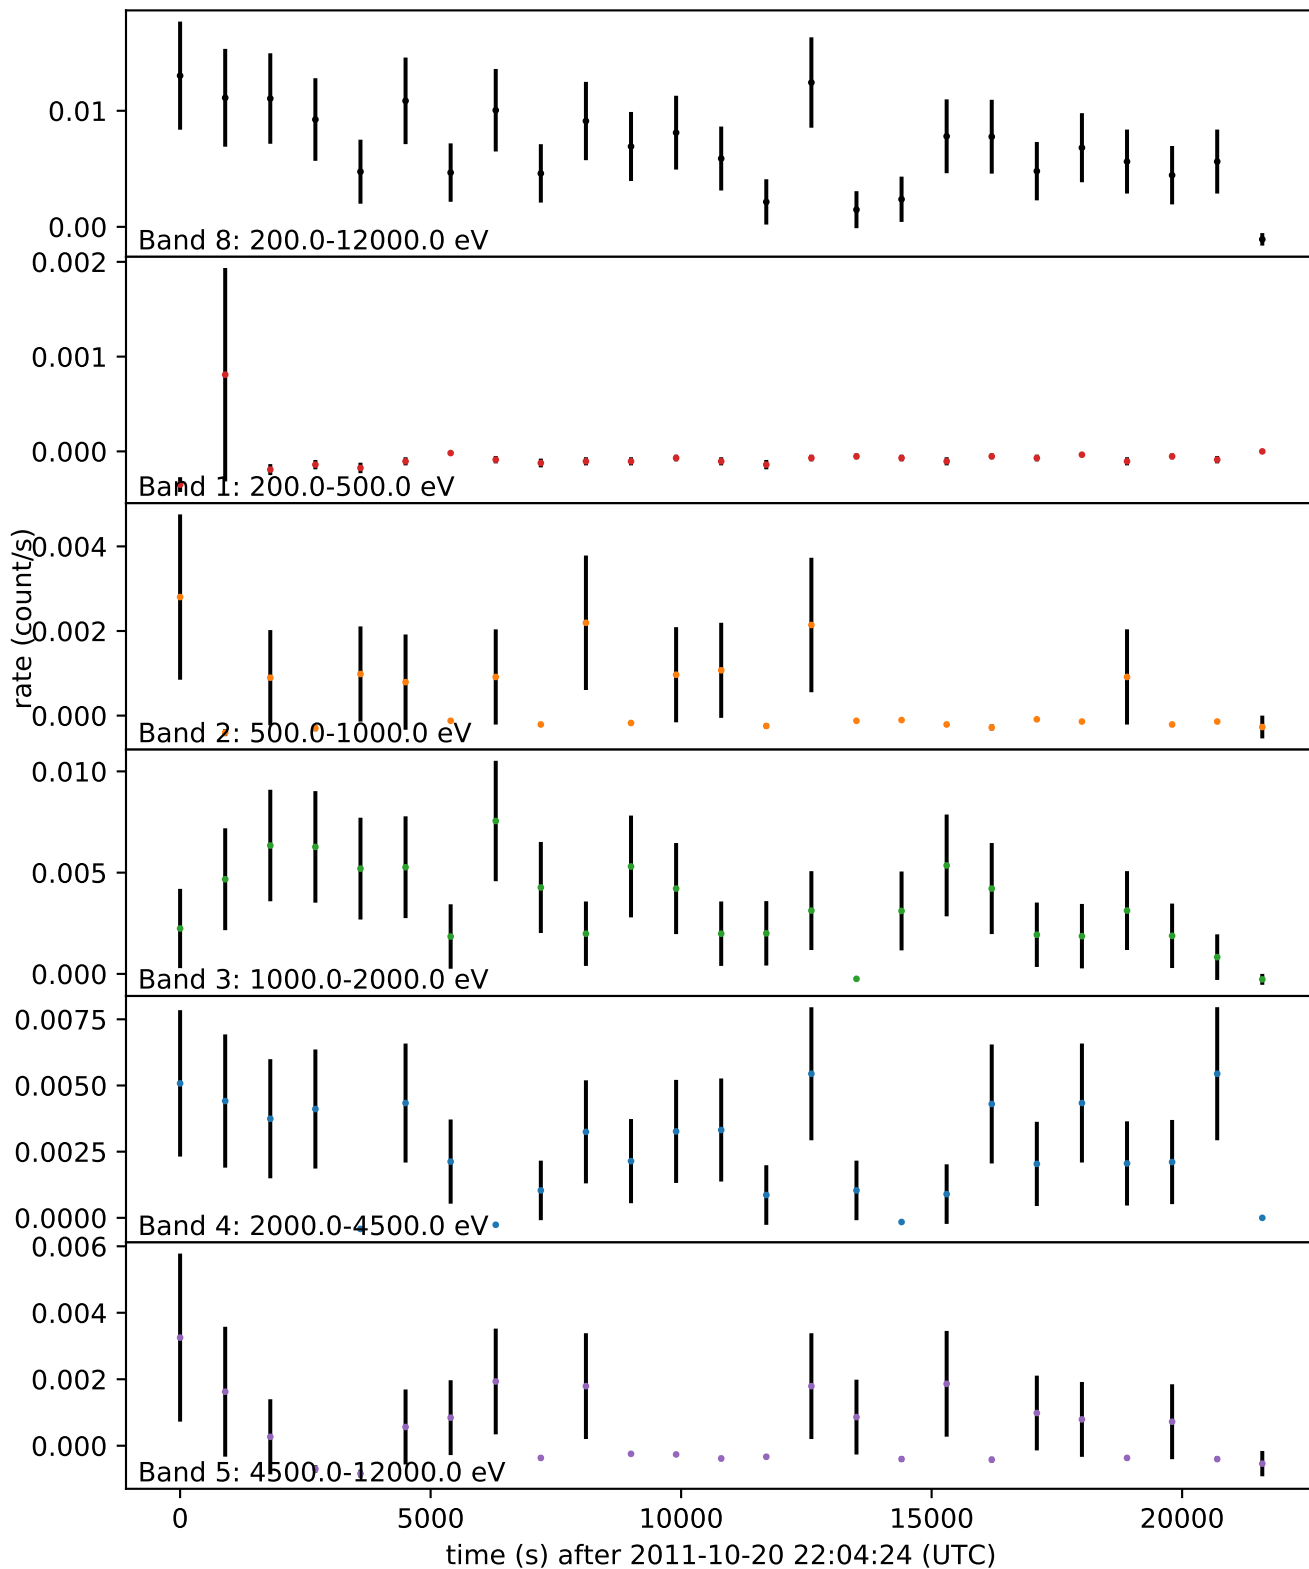 0.01
0.00
Band 8: 200.0-12000.0 eV
0.002
0.001
0.000
Band 1: 200.0-500.0 eV
rate (count/s)
0.004
0.002
0.000
Band 2: 500.0-1000.0 eV
0.010
0.005
0.000
Band 3: 1000.0-2000.0 eV
0.0075
0.0050
0.0025
0.0000
Band 4: 2000.0-4500.0 eV
0.006
0.004
0.002
0.000
Band 5: 4500.0-12000.0 eV
0 5000 10000 15000 20000
time (s) after 2011-10-20 22:04:24 (UTC)